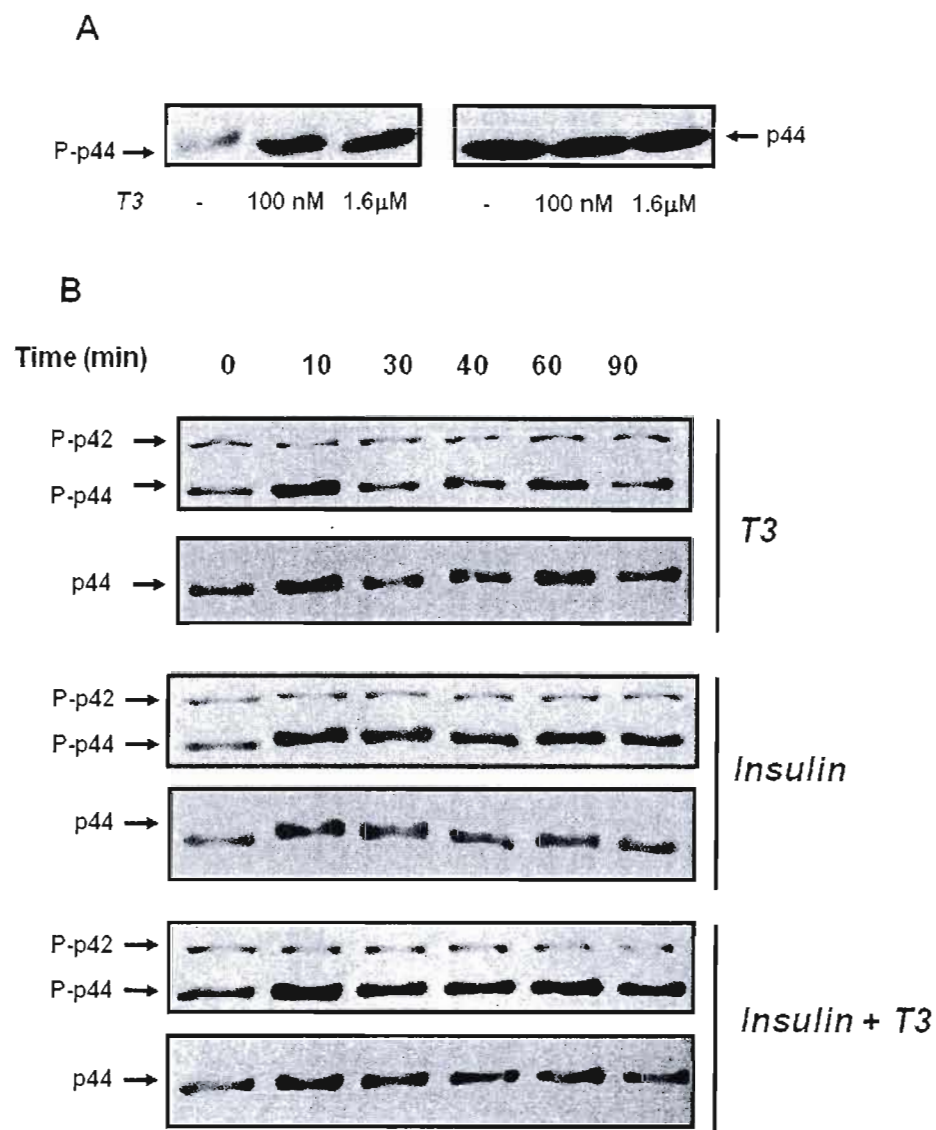 A
P-p44
p44
T3 - 100 nM 1.6μM
- 100 nM 1.6μM
B
Time (min) 0 10 30 40 60 90
P-p42
P-p44
p44
T3
P-p42
P-p44
p44
Insulin
P-p42
P-p44
p44
Insulin + T3